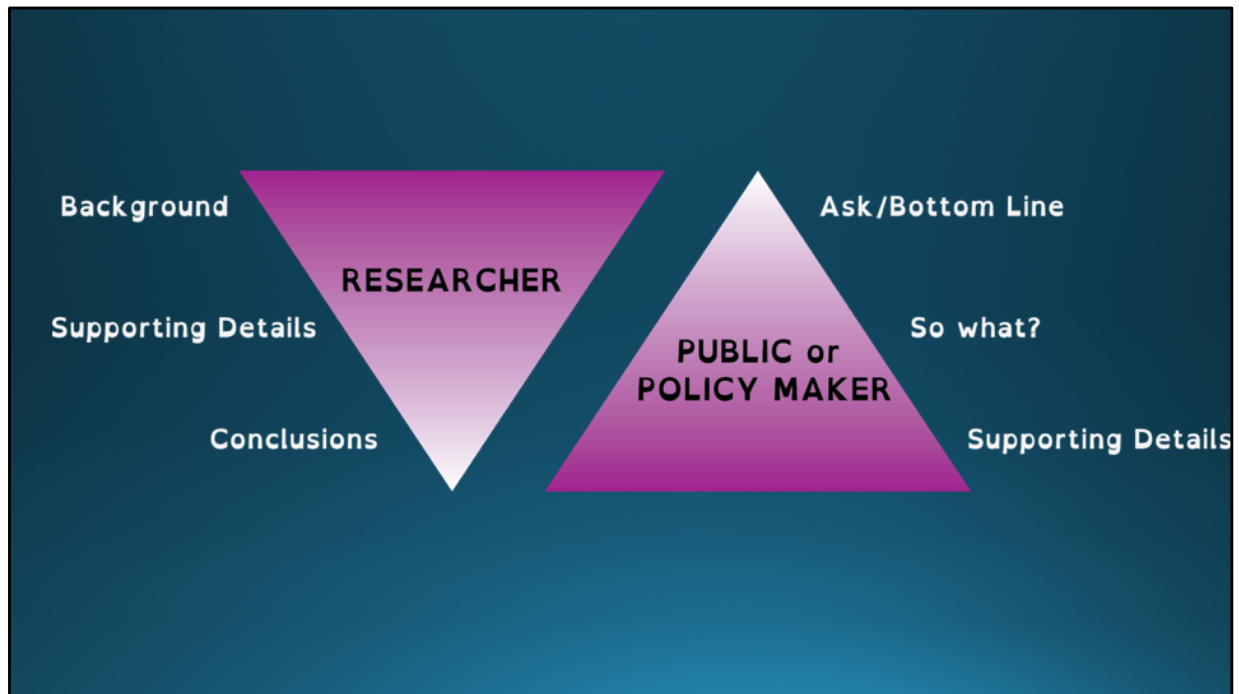 Background
Supporting Details
Conclusions
RESEARCHER
PUBLIC or
POLICY MAKER
Ask/Bottom Line
So what?
Supporting Details